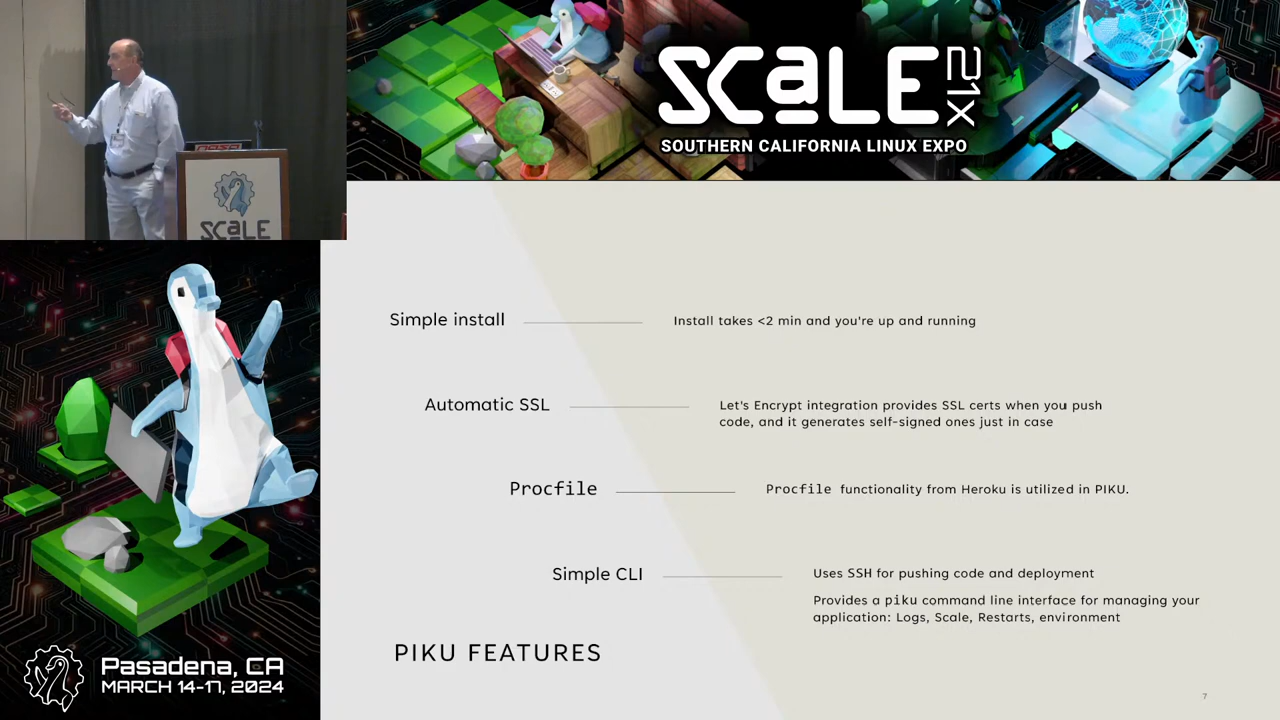 SCaLE 21X
SOUTHERN CALIFORNIA LINUX EXPO
SCaLE
Simple install
Install takes <2 min and you're up and running
Automatic SSL
Let's Encrypt integration provides SSL certs when you push
code, and it generates self-signed ones just in case
Procfile
Procfile functionality from Heroku is utilized in PIKU.
Simple CLI
Uses SSH for pushing code and deployment
Provides a piku command line interface for managing your
application: Logs, Scale, Restarts, environment
PIKU FEATURES
7
Pasadena, CA
MARCH 14-17, 2024